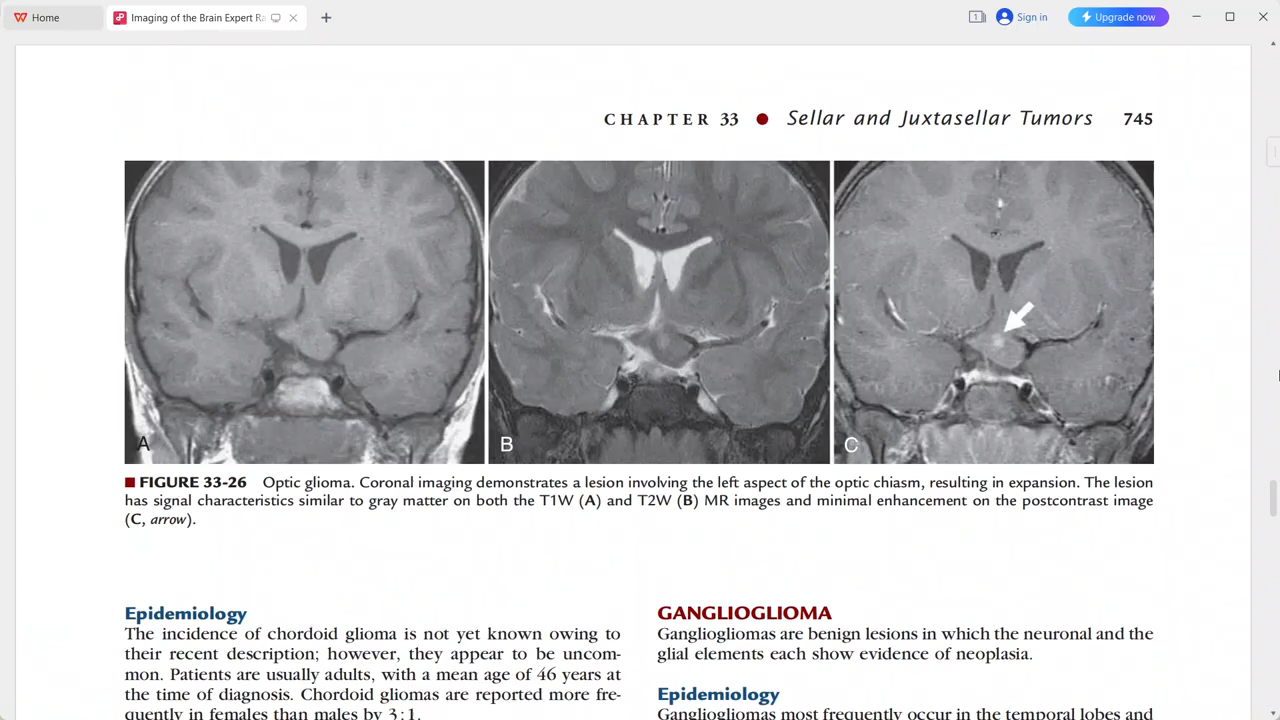 Home
Imaging of the Brain Expert Ra
1
Sign in
Upgrade now
CHAPTER 33 ● Sellar and Juxtasellar Tumors 745
A
B
C
■ FIGURE 33-26 Optic glioma. Coronal imaging demonstrates a lesion involving the left aspect of the optic chiasm, resulting in expansion. The lesion
has signal characteristics similar to gray matter on both the T1W (A) and T2W (B) MR images and minimal enhancement on the postcontrast image
(C, arrow).
Epidemiology
The incidence of chordoid glioma is not yet known owing to
their recent description; however, they appear to be uncom-
mon. Patients are usually adults, with a mean age of 46 years at
the time of diagnosis. Chordoid gliomas are reported more fre-
quently in females than males by 3:1.
GANGLIOGLIOMA
Gangliogliomas are benign lesions in which the neuronal and the
glial elements each show evidence of neoplasia.
Epidemiology
Gangliogliomas most frequently occur in the temporal lobes and